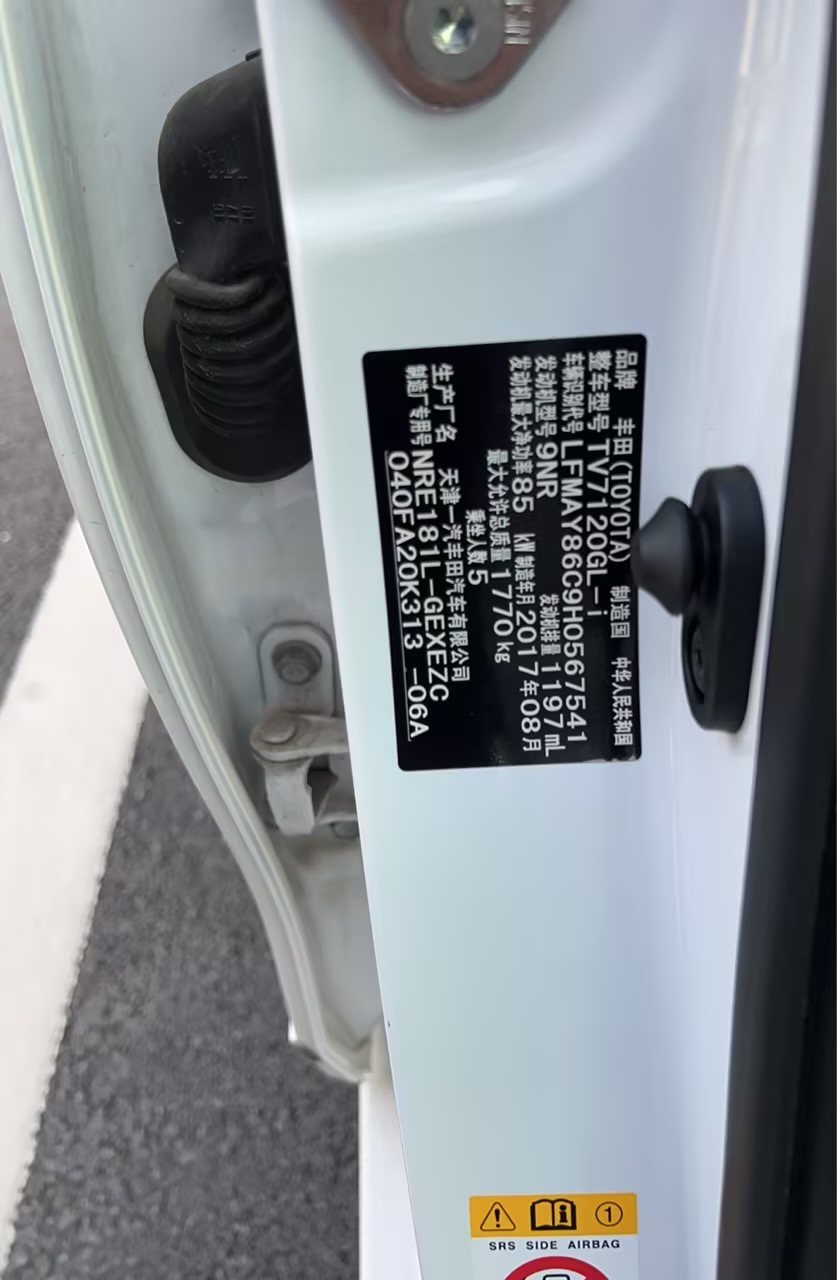 品牌 丰田(TOYOTA) 制造国 中华人民共和国
整车型号 TV7120GL-i
车辆识别代号 LFMAY86C9H0567541
发动机型号 9NR 发动机排量 1197 mL
发动机最大净功率 85 kW 制造年月 2017年08月
最大允许总质量 1770 kg
乘坐人数 5
生产厂名 天津一汽丰田汽车有限公司
制造厂专用号 NRE181L-GEXEZC
040FA20K313 -06A
1
SRS SIDE AIRBAG